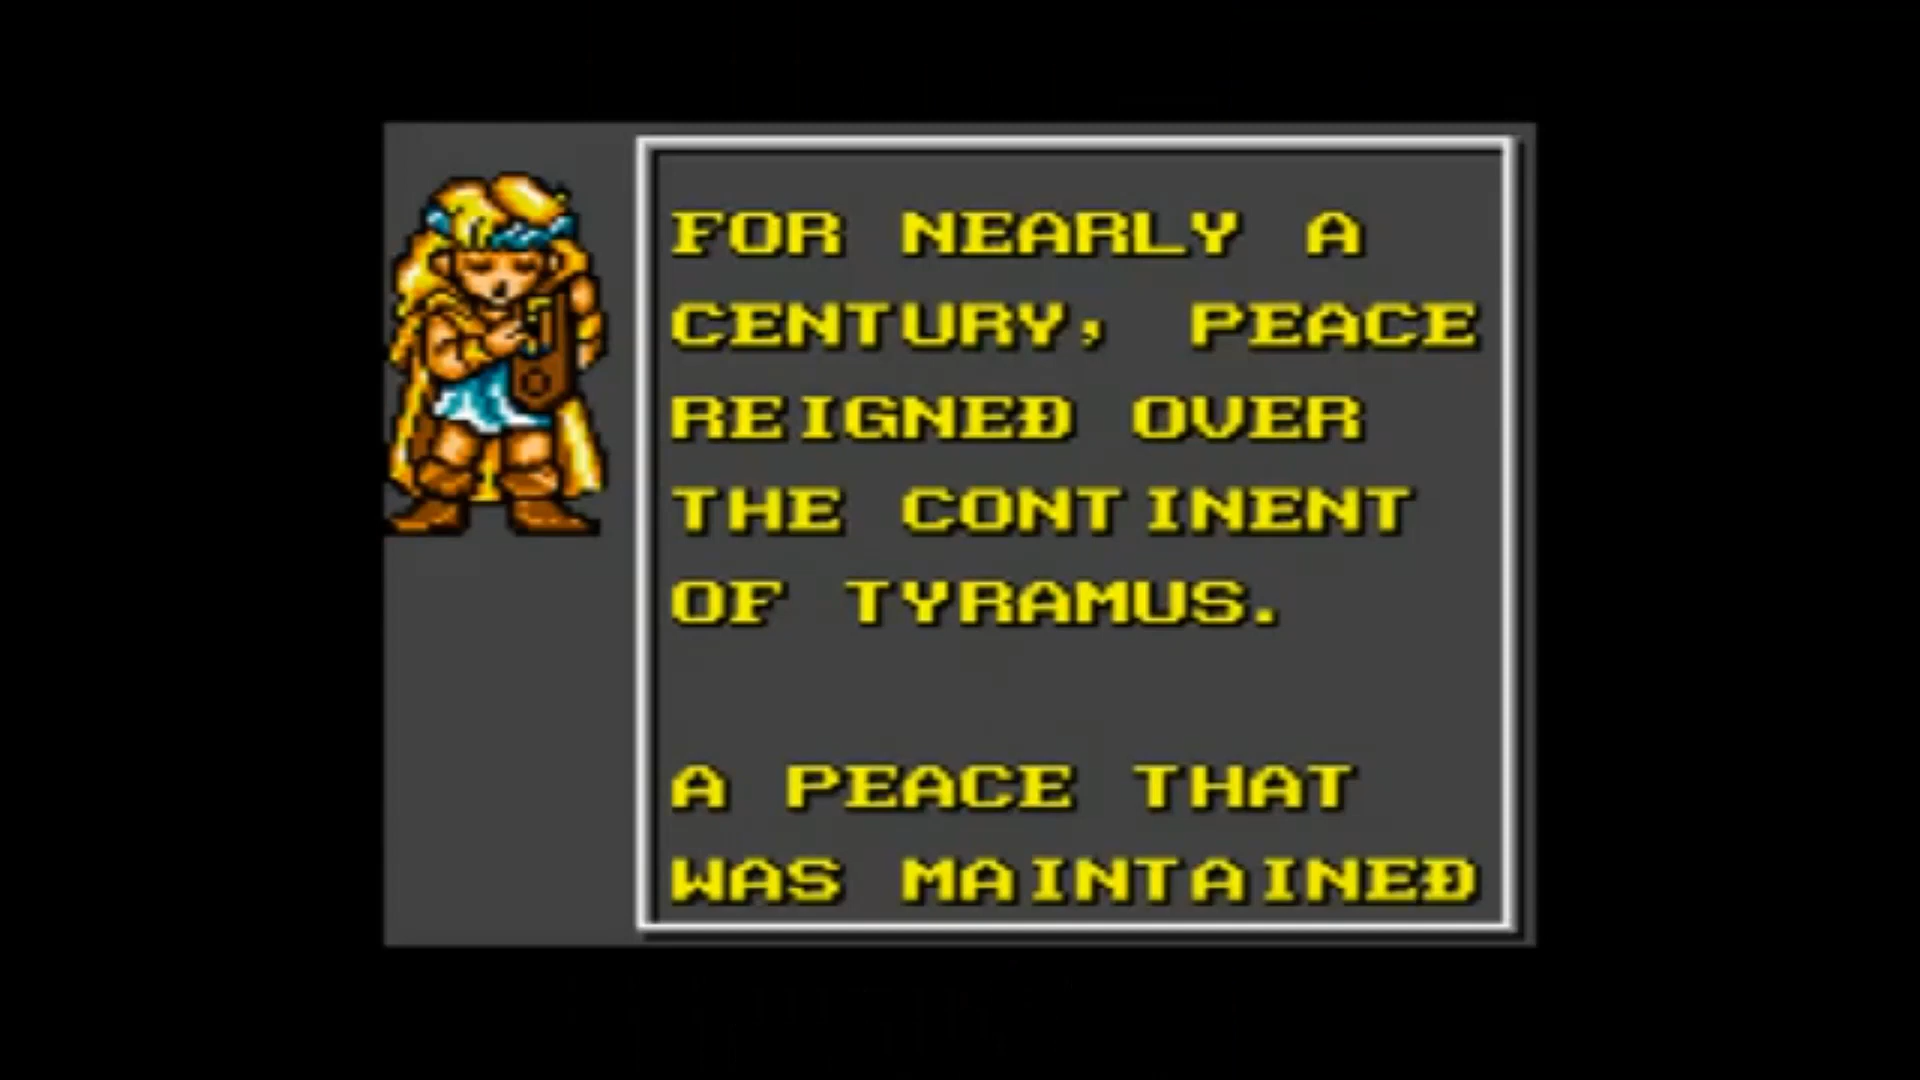 FOR NEARLY A
CENTURY, PEACE
REIGNED OVER
THE CONTINENT
OF TYRAMUS.
A PEACE THAT
WAS MAINTAINED